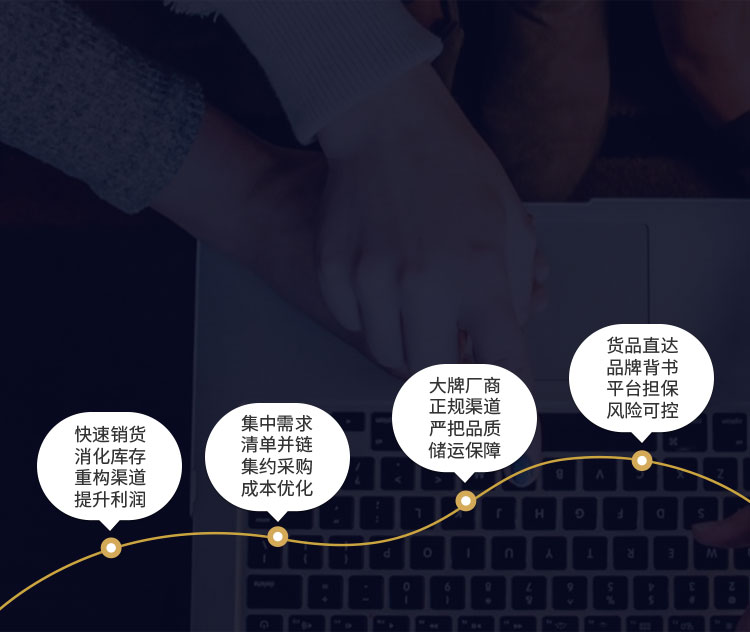 快速销货
消化库存
重构渠道
提升利润
集中需求
清单并链
集约采购
成本优化
大牌厂商
正规渠道
严把品质
储运保障
货品直达
品牌背书
平台担保
风险可控